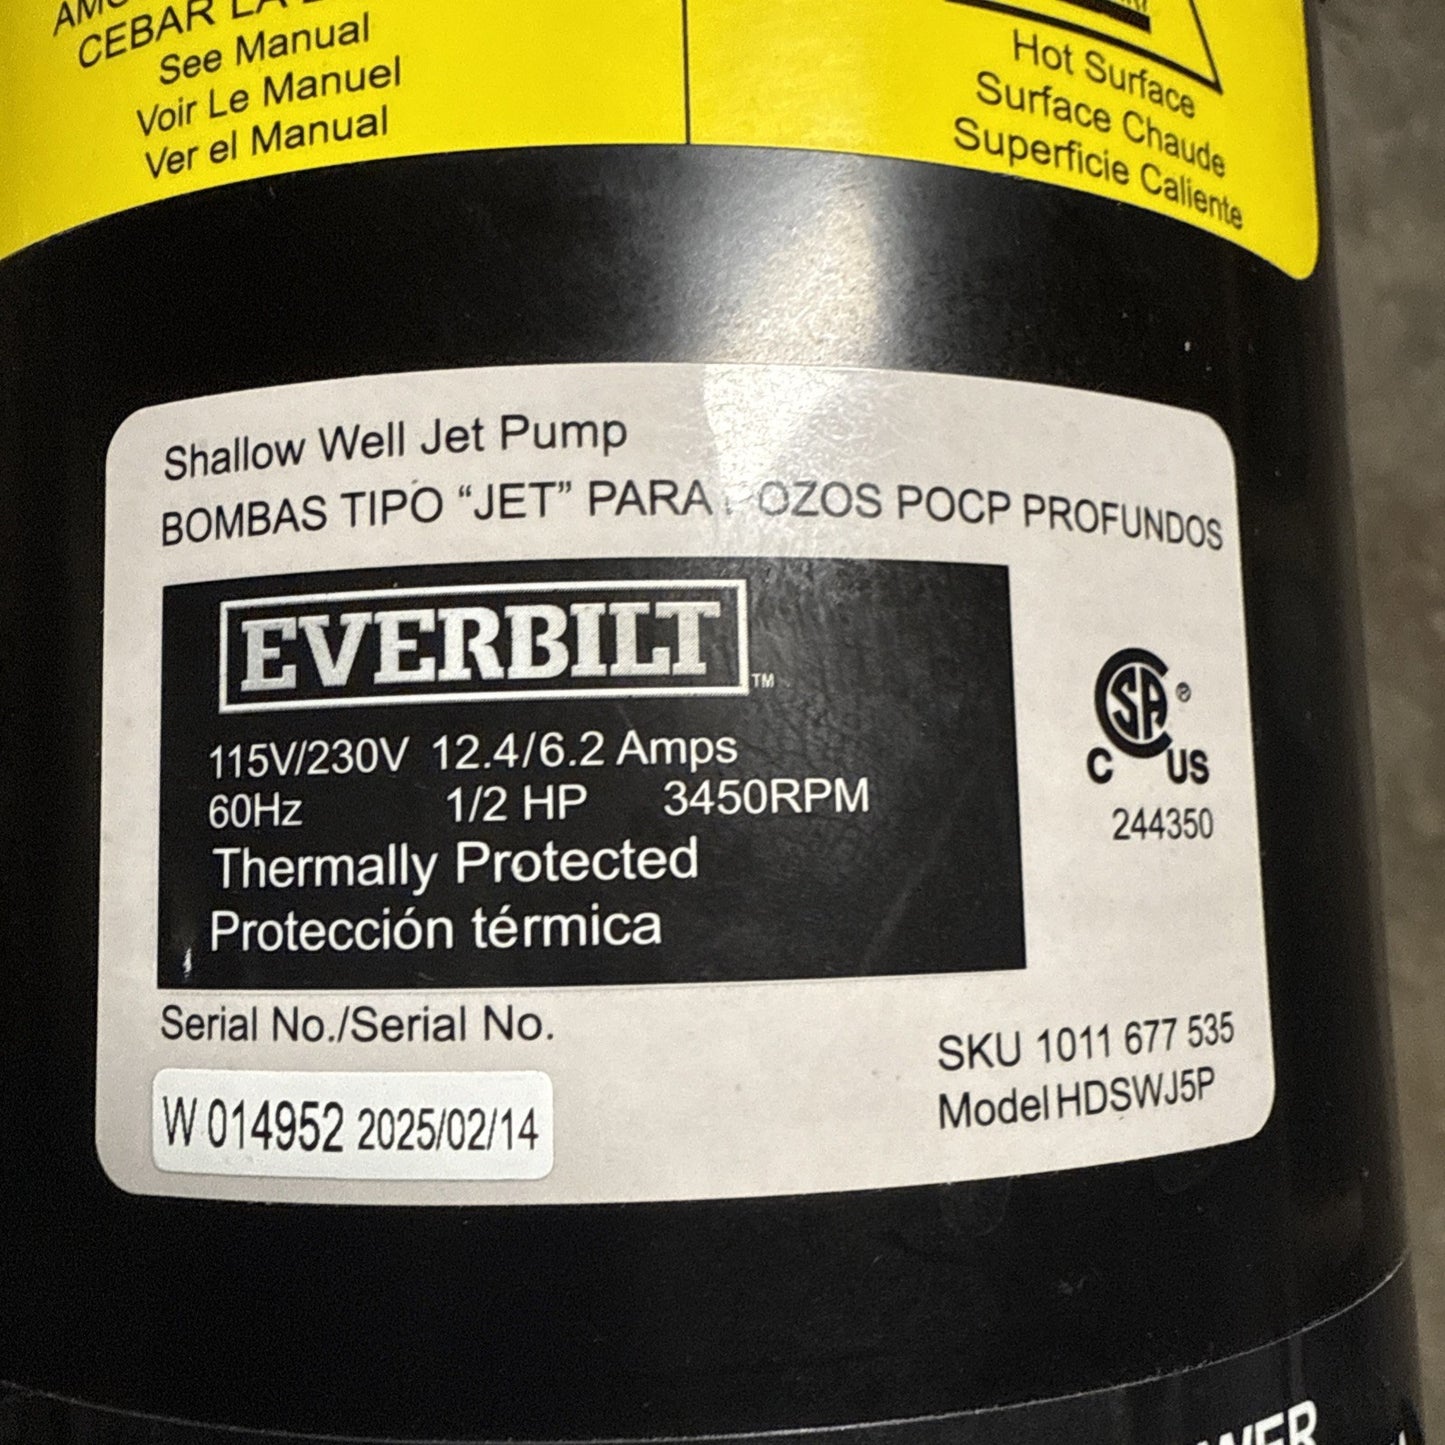 CEBAR LA
See Manual
Voir Le Manuel
Ver el Manual
Hot Surface
Surface Chaude
Superficie Caliente
Shallow Well Jet Pump
BOMBAS TIPO “JET” PARA POZOS POCP PROFUNDOS
EVERBILT™
115V/230V 12.4/6.2 Amps
60Hz 1/2 HP 3450RPM
Thermally Protected
Protección térmica
CSA®
C US
244350
Serial No./Serial No.
W 014952 2025/02/14
SKU 1011 677 535
Model HDSWJ5P